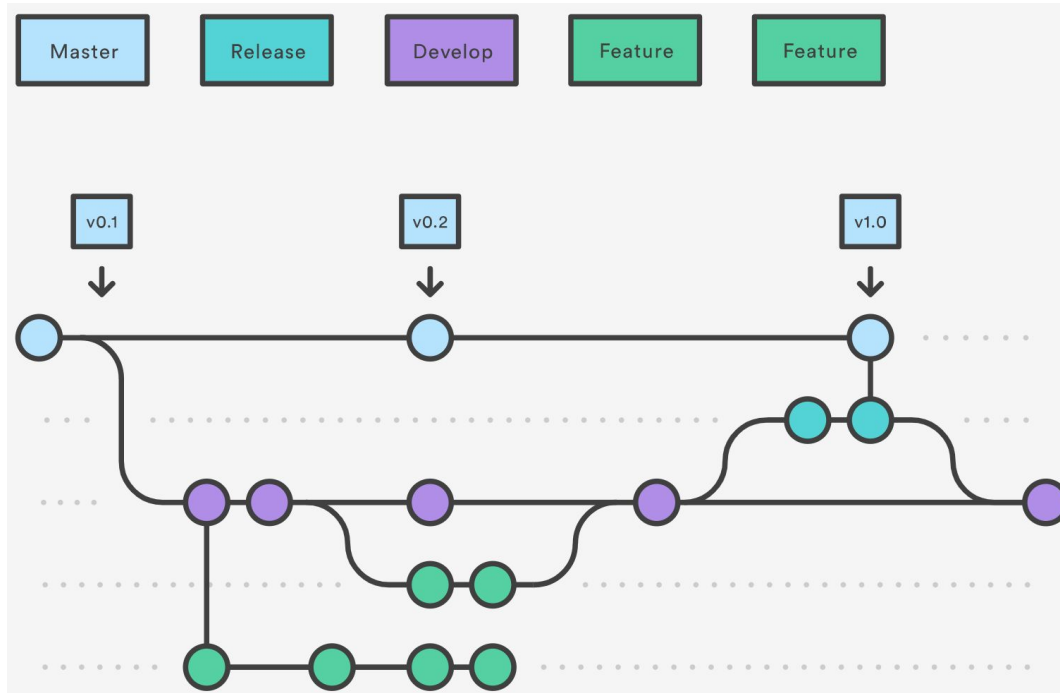 Master
Release
Develop
Feature
Feature
v0.1
v0.2
v1.0